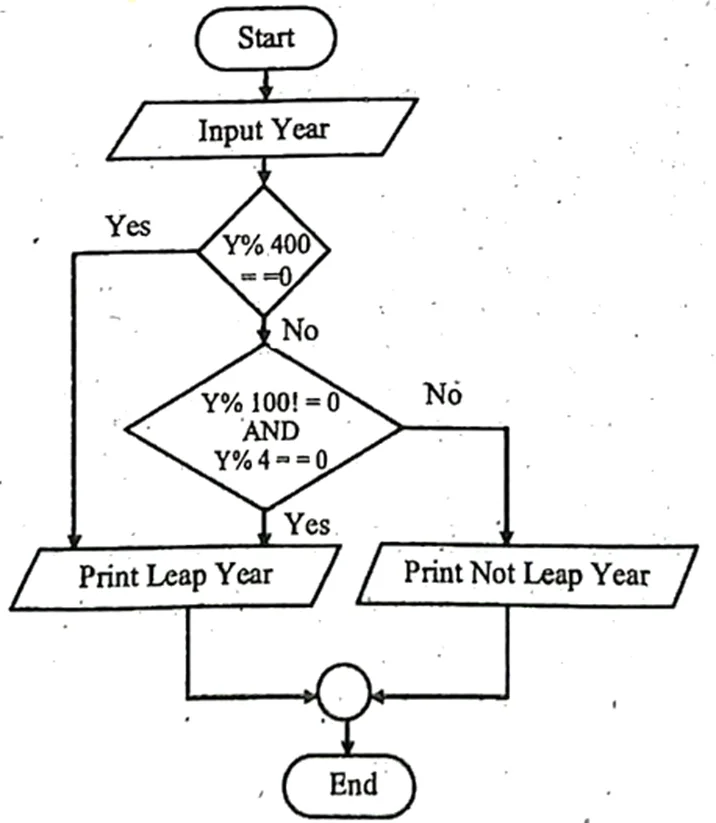 Start
Input Year
Yes
Y% 400
= =0
No
Y% 100! = 0
AND
Y% 4 = = 0
No
Yes
Print Leap Year
Print Not Leap Year
End